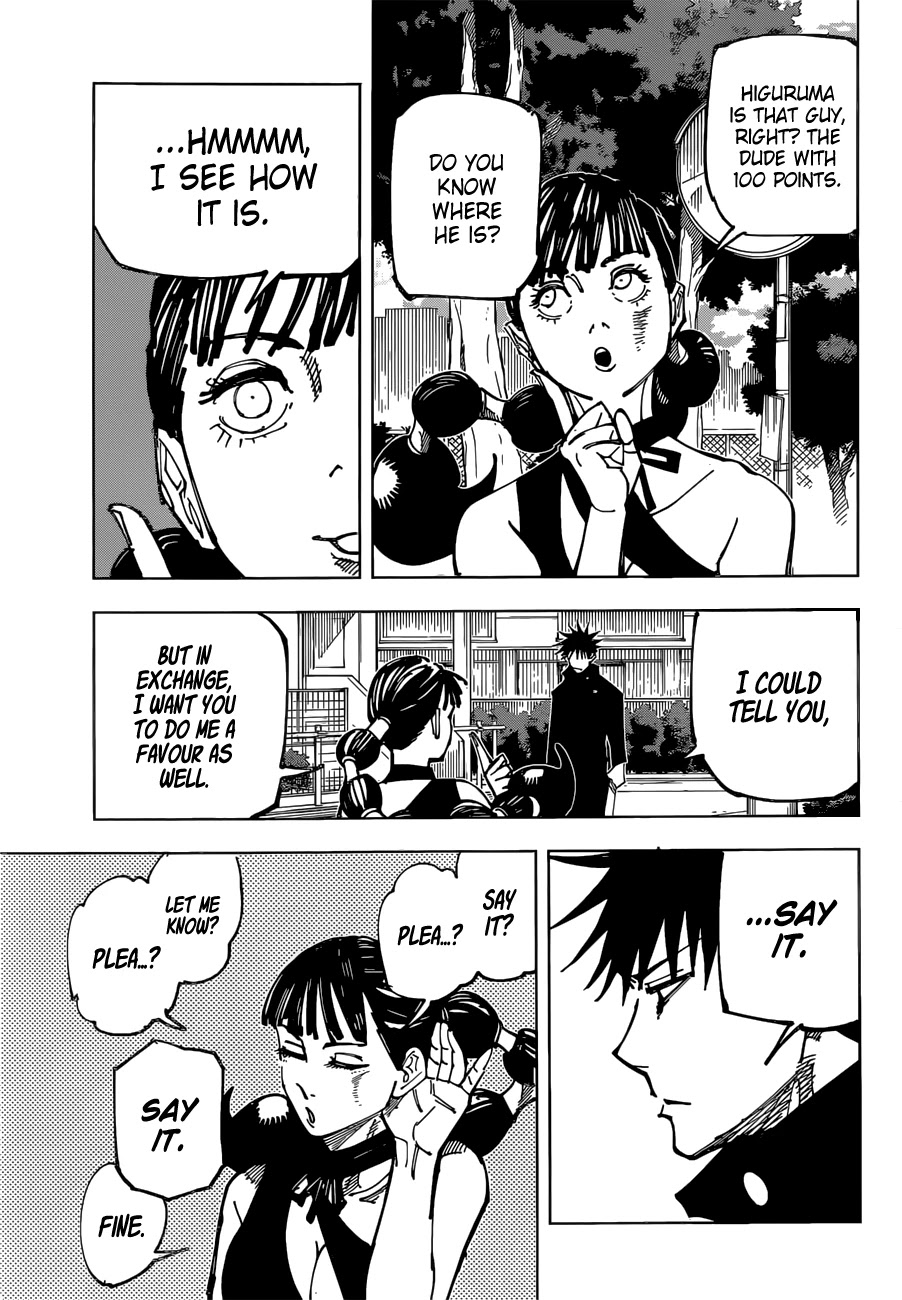 HIGURUMA
IS THAT GUY,
RIGHT? THE
DUDE WITH
100 POINTS.
DO YOU
KNOW
WHERE
HE IS?
...HMMMM,
I SEE HOW
IT IS.
I COULD
TELL YOU,
BUT IN
EXCHANGE,
I WANT YOU
TO DO ME A
FAVOUR AS
WELL.
...SAY
IT.
SAY
IT?
PLEA...?
LET ME
KNOW?
PLEA...?
SAY
IT.
FINE.